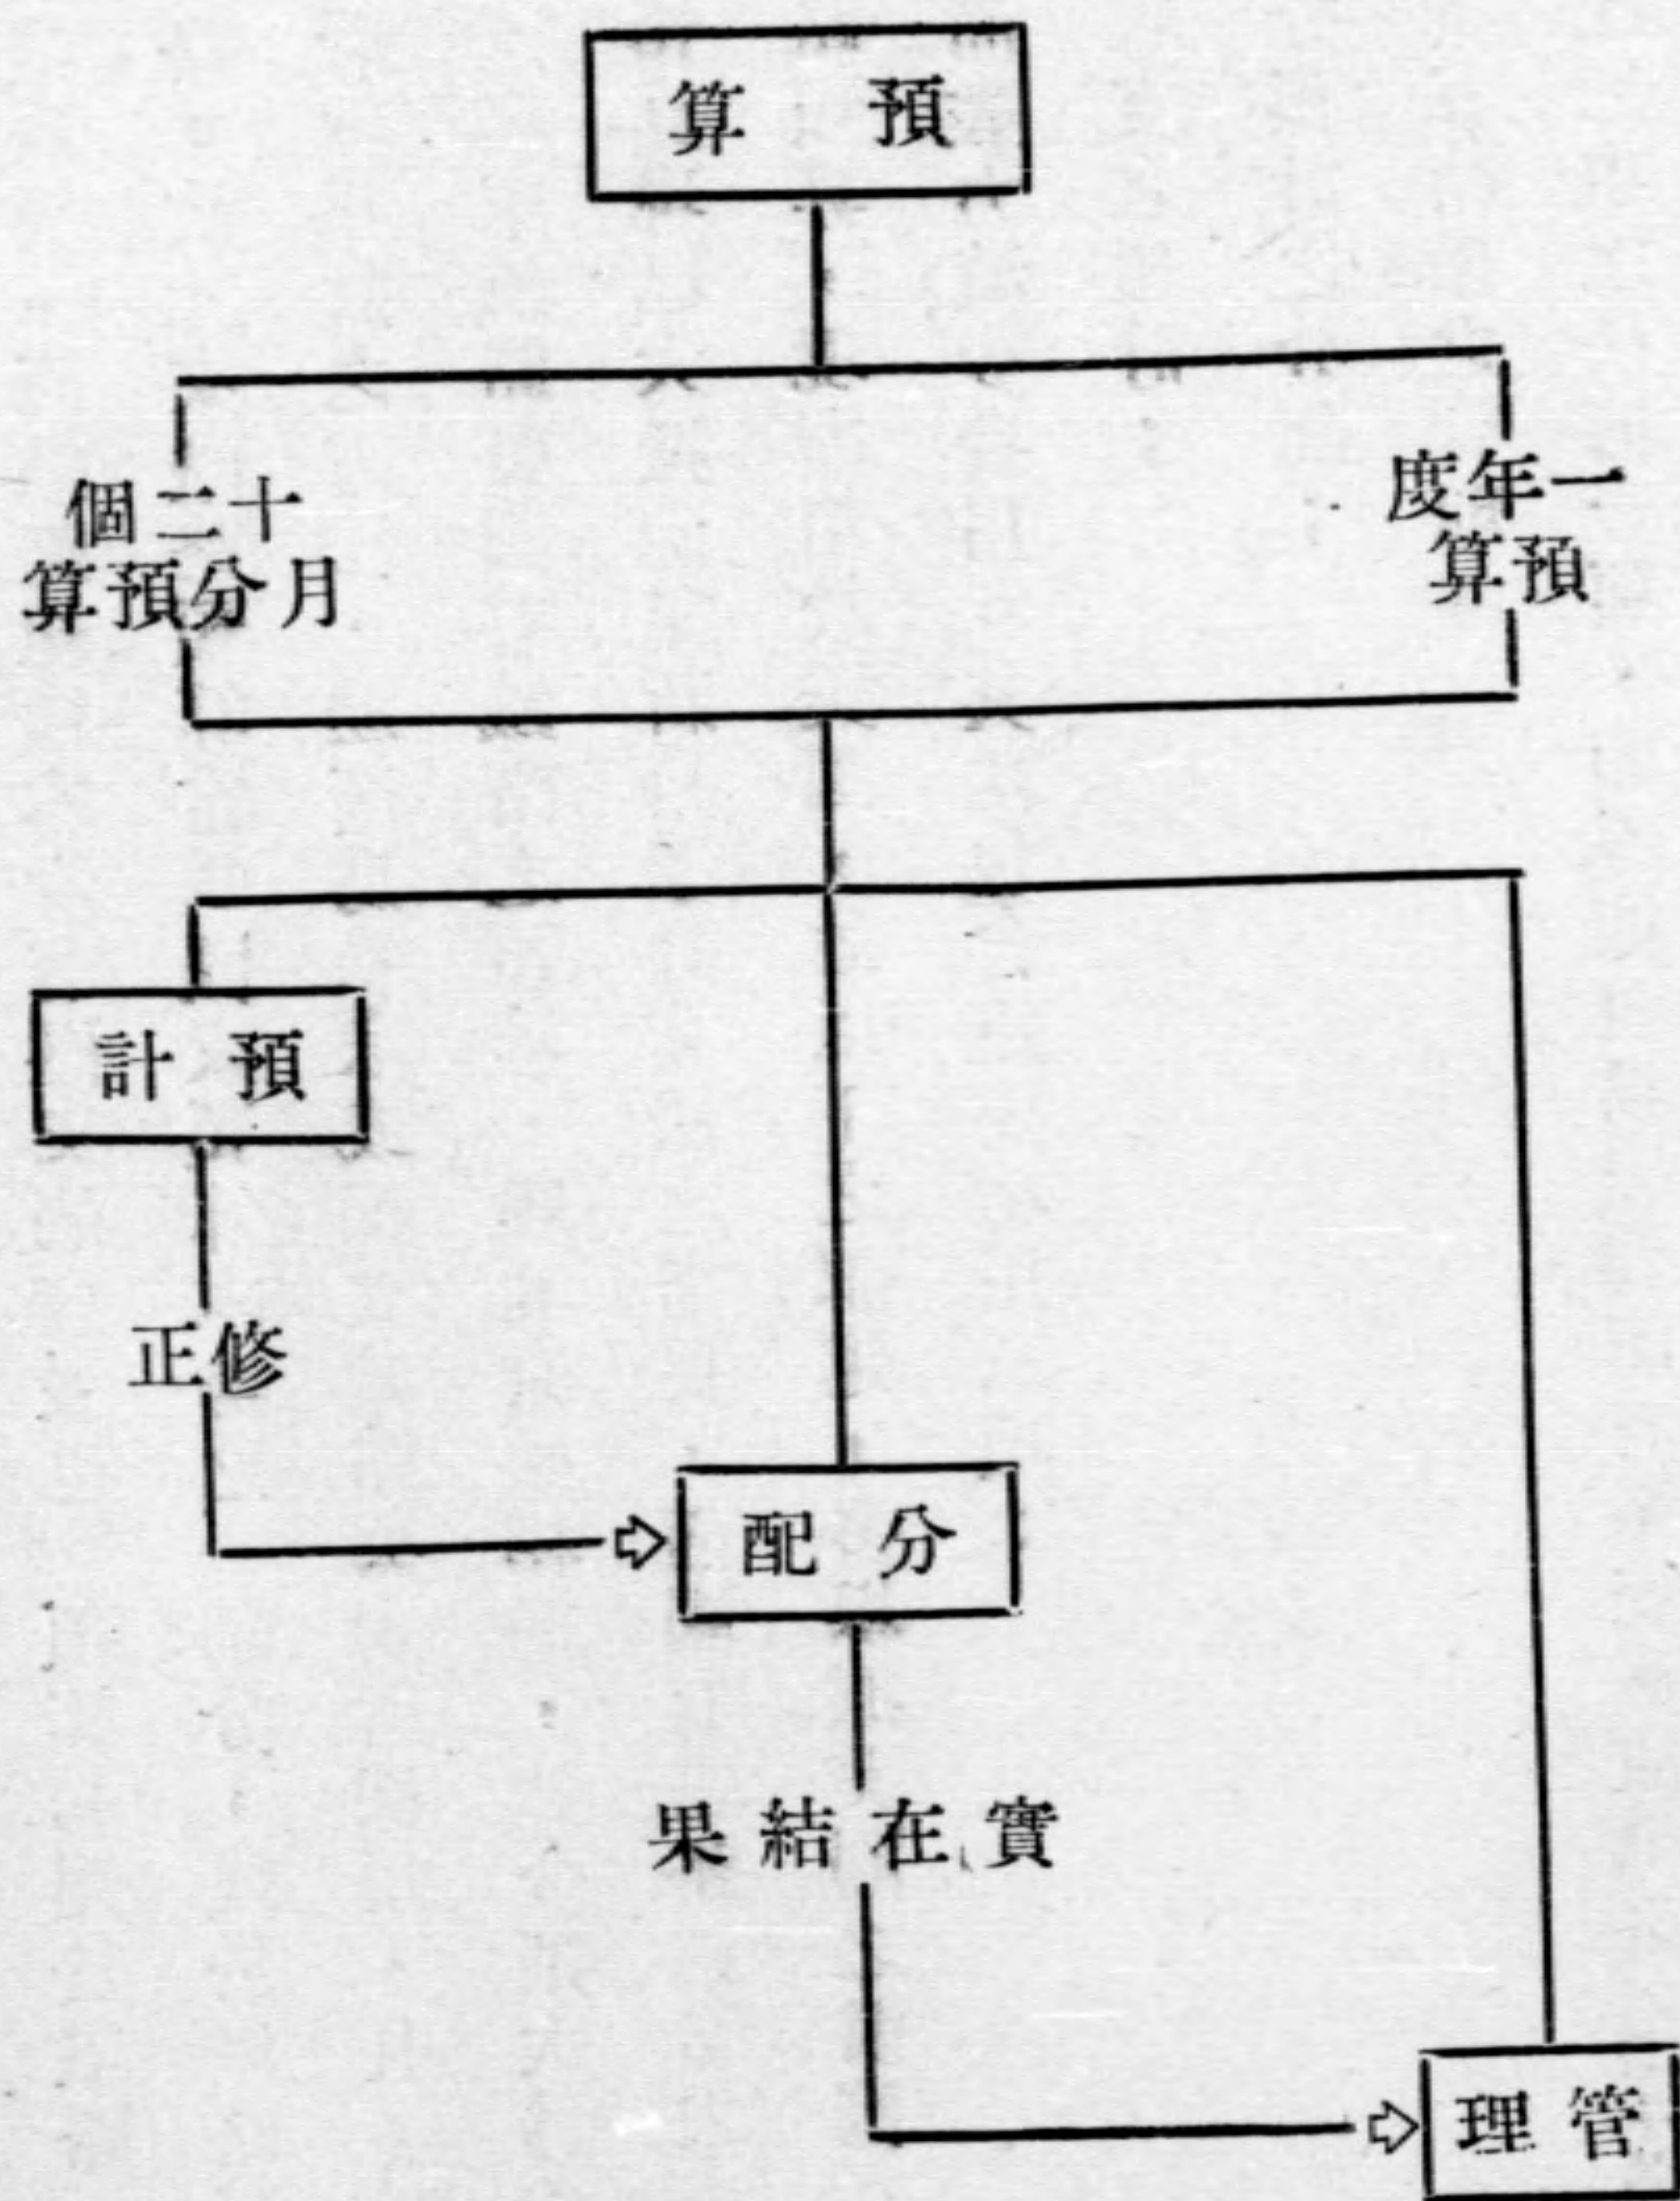 預算
一年度
預算
十二個
月分預算
預計
修正
分配
實在結果
管理